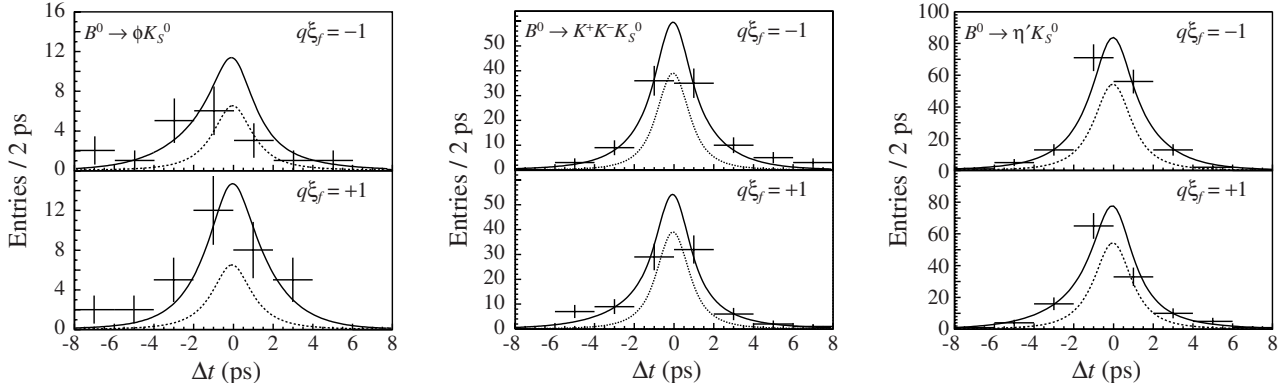 B⁰ → ϕK_S⁰ qξ_f = −1
16
12
8
4
0
qξ_f = +1
12
8
4
0
Entries / 2 ps
-8 -6 -4 -2 0 2 4 6 8
Δt (ps)
B⁰ → K⁺K⁻K_S⁰ qξ_f = −1
50
40
30
20
10
0
qξ_f = +1
50
40
30
20
10
0
Entries / 2 ps
-8 -6 -4 -2 0 2 4 6 8
Δt (ps)
B⁰ → η′K_S⁰ qξ_f = −1
100
80
60
40
20
0
qξ_f = +1
80
60
40
20
0
Entries / 2 ps
-8 -6 -4 -2 0 2 4 6 8
Δt (ps)